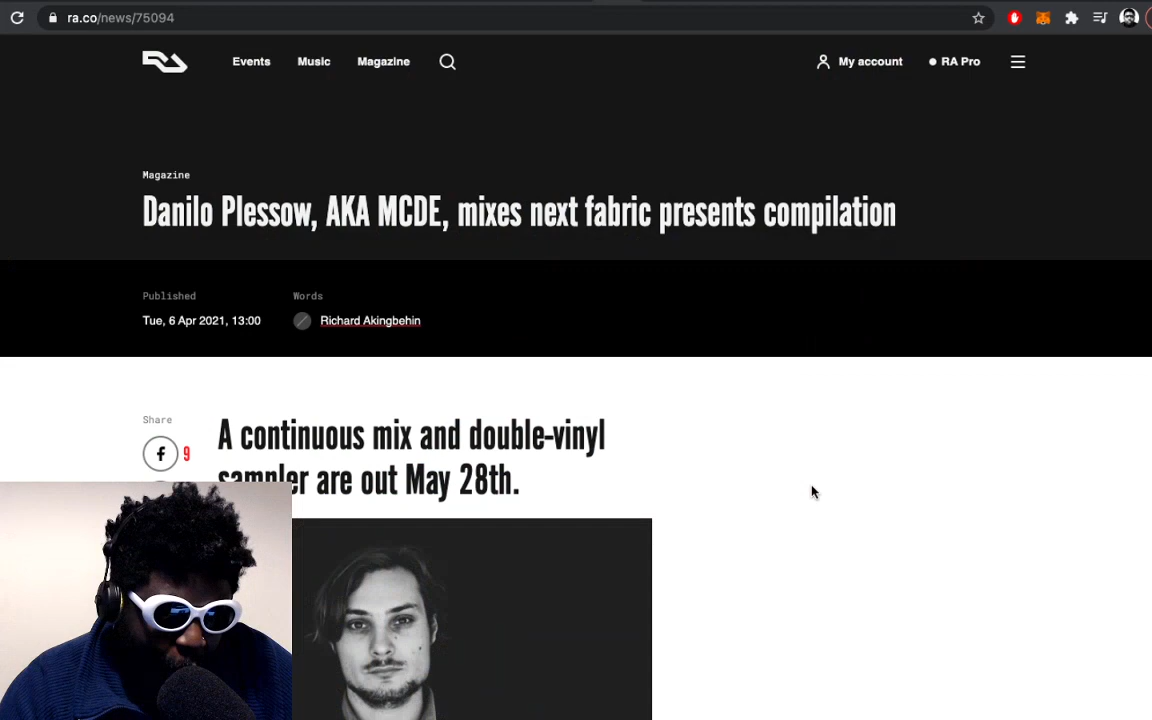 ra.co/news/75094
Events Music Magazine My account RA Pro
Magazine
Danilo Plessow, AKA MCDE, mixes next fabric presents compilation
Published Words
Tue, 6 Apr 2021, 13:00 Richard Akingbehin
Share
A continuous mix and double-vinyl
9
sampler are out May 28th.